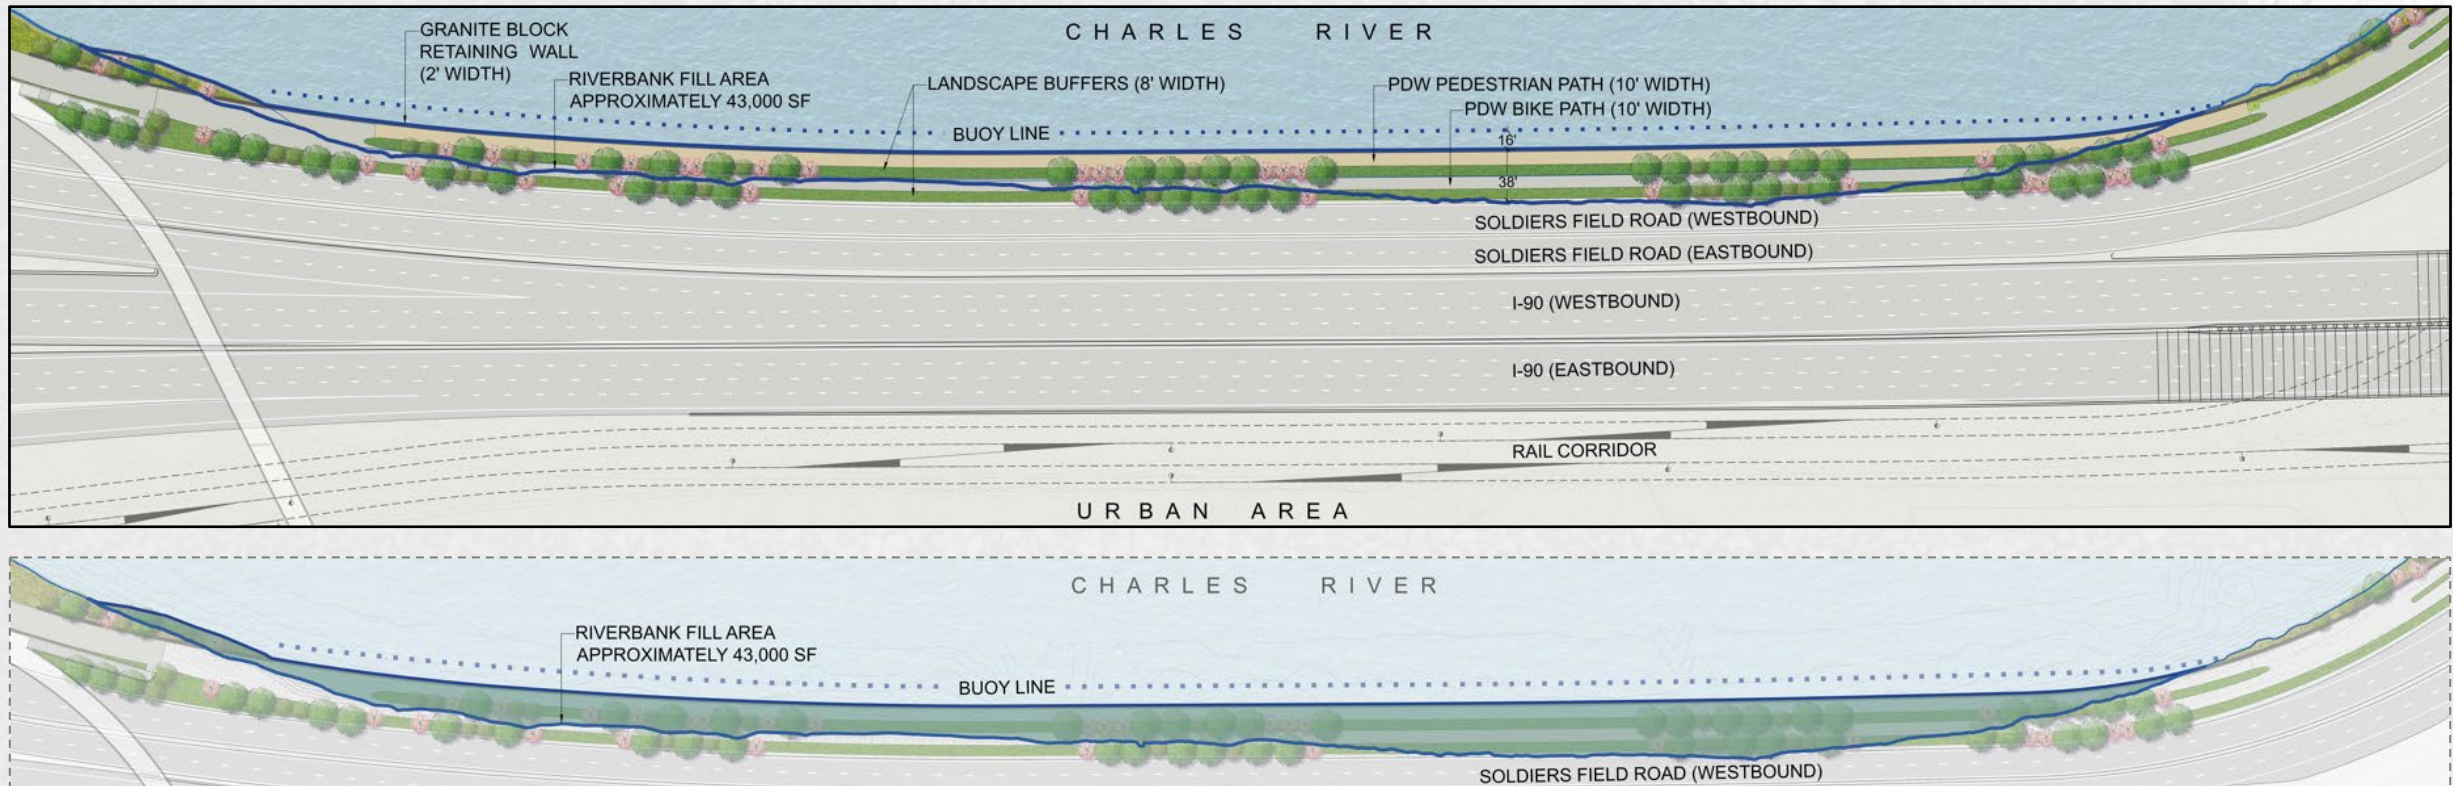 CHARLES RIVER
GRANITE BLOCK
RETAINING WALL
(2' WIDTH)
RIVERBANK FILL AREA
APPROXIMATELY 43,000 SF
LANDSCAPE BUFFERS (8' WIDTH)
PDW PEDESTRIAN PATH (10' WIDTH)
PDW BIKE PATH (10' WIDTH)
BUOY LINE
16'
38'
SOLDIERS FIELD ROAD (WESTBOUND)
SOLDIERS FIELD ROAD (EASTBOUND)
I-90 (WESTBOUND)
I-90 (EASTBOUND)
RAIL CORRIDOR
URBAN AREA
CHARLES RIVER
RIVERBANK FILL AREA
APPROXIMATELY 43,000 SF
BUOY LINE
SOLDIERS FIELD ROAD (WESTBOUND)